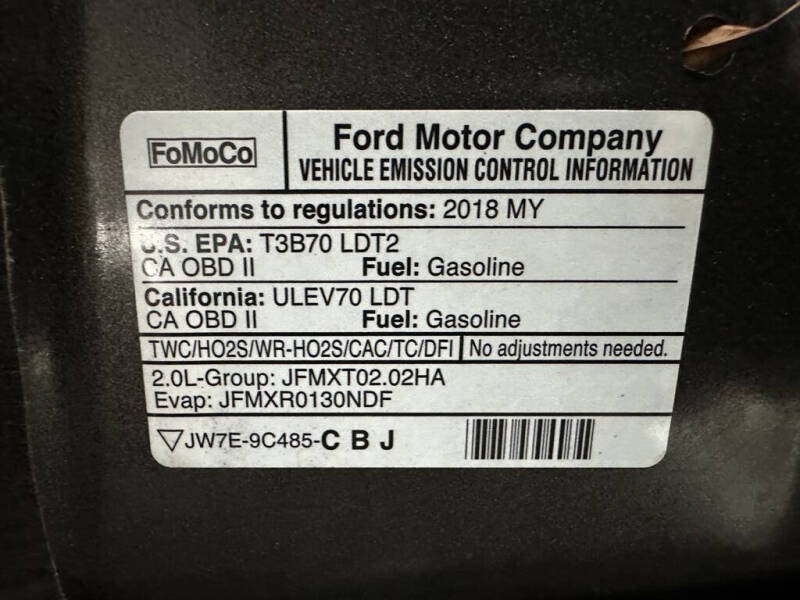 FoMoCo
Ford Motor Company
VEHICLE EMISSION CONTROL INFORMATION
Conforms to regulations: 2018 MY
U.S. EPA: T3B70 LDT2
CA OBD II Fuel: Gasoline
California: ULEV70 LDT
CA OBD II Fuel: Gasoline
TWC/HO2S/WR-HO2S/CAC/TC/DFI No adjustments needed.
2.0L-Group: JFMXT02.02HA
Evap: JFMXR0130NDF
JW7E-9C485-C B J